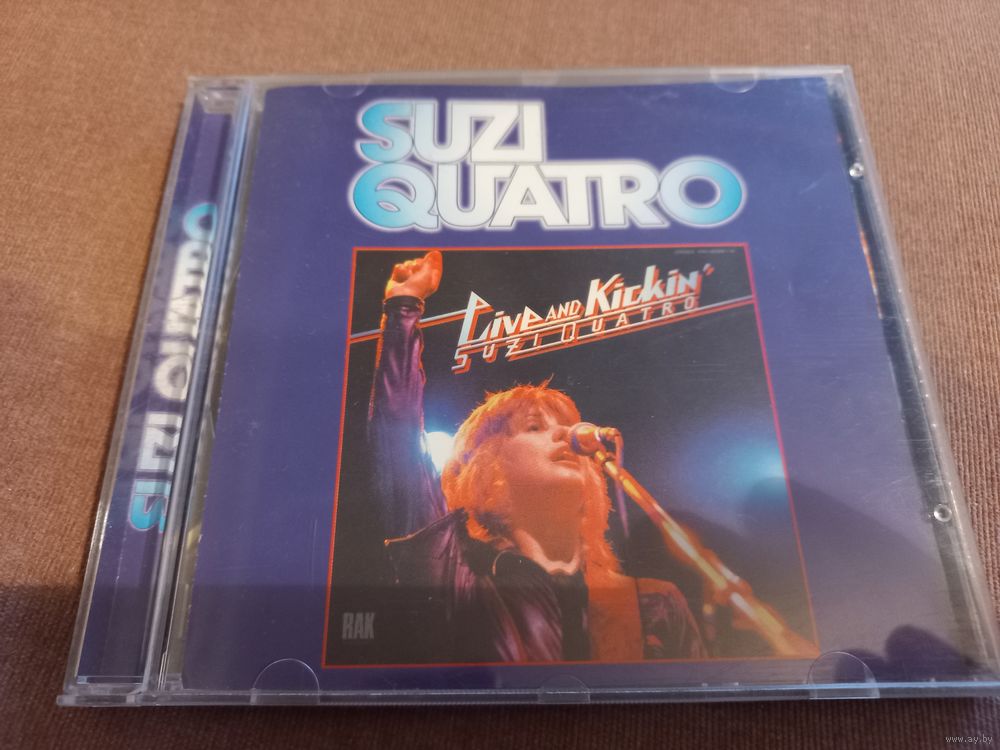 SUZI
QUATRO
Live AND Kickin'
SUZI QUATRO
RAK
SUZI QUATRO
www.ay.by